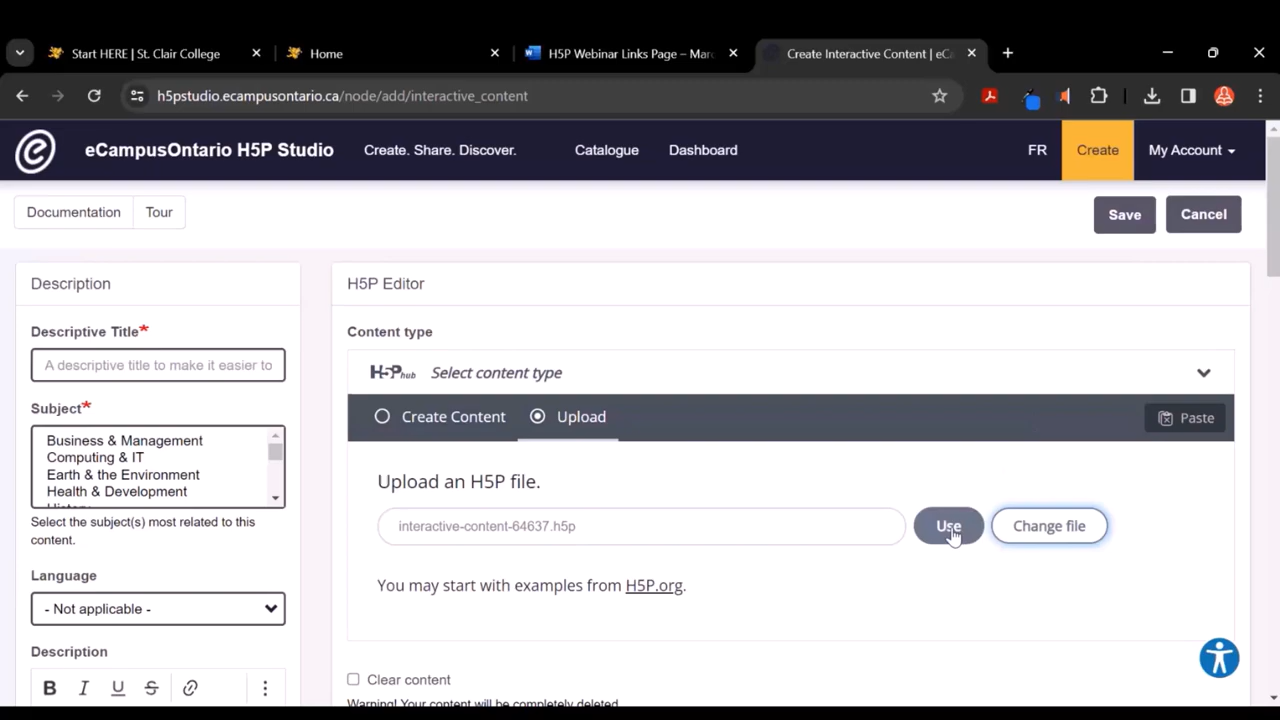 Start HERE | St. Clair College
Home
H5P Webinar Links Page – Marc
Create Interactive Content | eCa
h5pstudio.ecampusontario.ca/node/add/interactive_content
eCampusOntario H5P Studio
Create. Share. Discover.
Catalogue
Dashboard
FR
Create
My Account
Documentation
Tour
Save
Cancel
Description
Descriptive Title*
A descriptive title to make it easier to
Subject*
Business & Management
Computing & IT
Earth & the Environment
Health & Development
History
Select the subject(s) most related to this
content.
Language
- Not applicable -
Description
B I U S
H5P Editor
Content type
H5P hub Select content type
Create Content
Upload
Paste
Upload an H5P file.
interactive-content-64637.h5p
Use
Change file
You may start with examples from H5P.org.
Clear content
Warning! Your content will be completely deleted